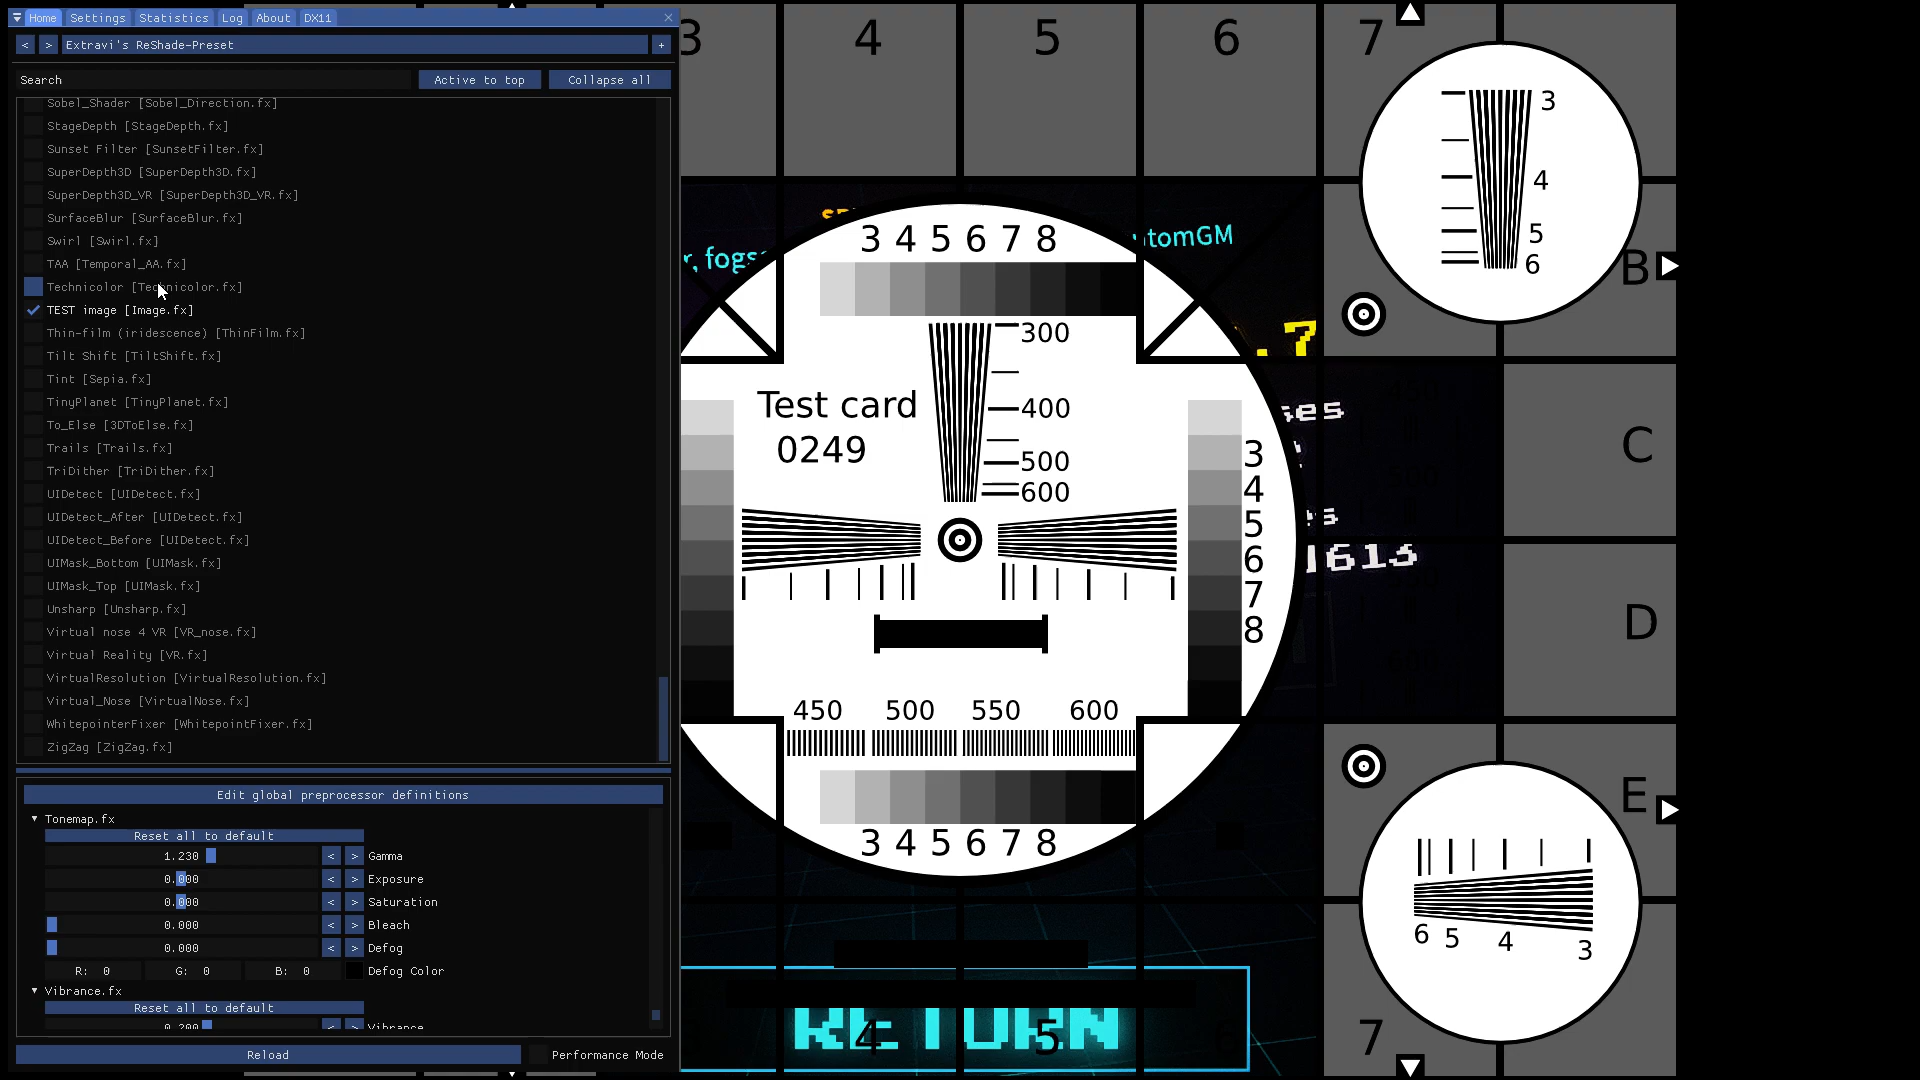 Home Settings Statistics Log About DX11
< > Extravi's ReShade-Preset +
Search Active to top Collapse all
Sobel_Shader [Sobel_Direction.fx]
StageDepth [StageDepth.fx]
Sunset Filter [SunsetFilter.fx]
SuperDepth3D [SuperDepth3D.fx]
SuperDepth3D_VR [SuperDepth3D_VR.fx]
SurfaceBlur [SurfaceBlur.fx]
Swirl [Swirl.fx]
TAA [Temporal_AA.fx]
Technicolor [Technicolor.fx]
TEST image [Image.fx]
Thin-film (iridescence) [ThinFilm.fx]
Tilt Shift [TiltShift.fx]
Tint [Sepia.fx]
TinyPlanet [TinyPlanet.fx]
To_Else [3DToElse.fx]
Trails [Trails.fx]
TriDither [TriDither.fx]
UIDetect [UIDetect.fx]
UIDetect_After [UIDetect.fx]
UIDetect_Before [UIDetect.fx]
UIMask_Bottom [UIMask.fx]
UIMask_Top [UIMask.fx]
Unsharp [Unsharp.fx]
Virtual nose 4 VR [VR_nose.fx]
Virtual Reality [VR.fx]
VirtualResolution [VirtualResolution.fx]
Virtual_Nose [VirtualNose.fx]
WhitepointerFixer [WhitepointFixer.fx]
ZigZag [ZigZag.fx]
Edit global preprocessor definitions
Tonemap.fx
Reset all to default
1.230 < > Gamma
0.000 < > Exposure
0.000 < > Saturation
0.000 < > Bleach
0.000 < > Defog
R: 0 G: 0 B: 0 Defog Color
Vibrance.fx
Reset all to default
0.200 < > Vibrance
Reload Performance Mode
3 4 5 6 7
3 4 5 6 7 8
300
400
500
600
Test card
0249
3
4
5
6
7
8
450 500 550 600
3 4 5 6 7 8
3
4
5
6
B
C
D
E
6 5 4 3
.7
1613
RETURN
4 5 7